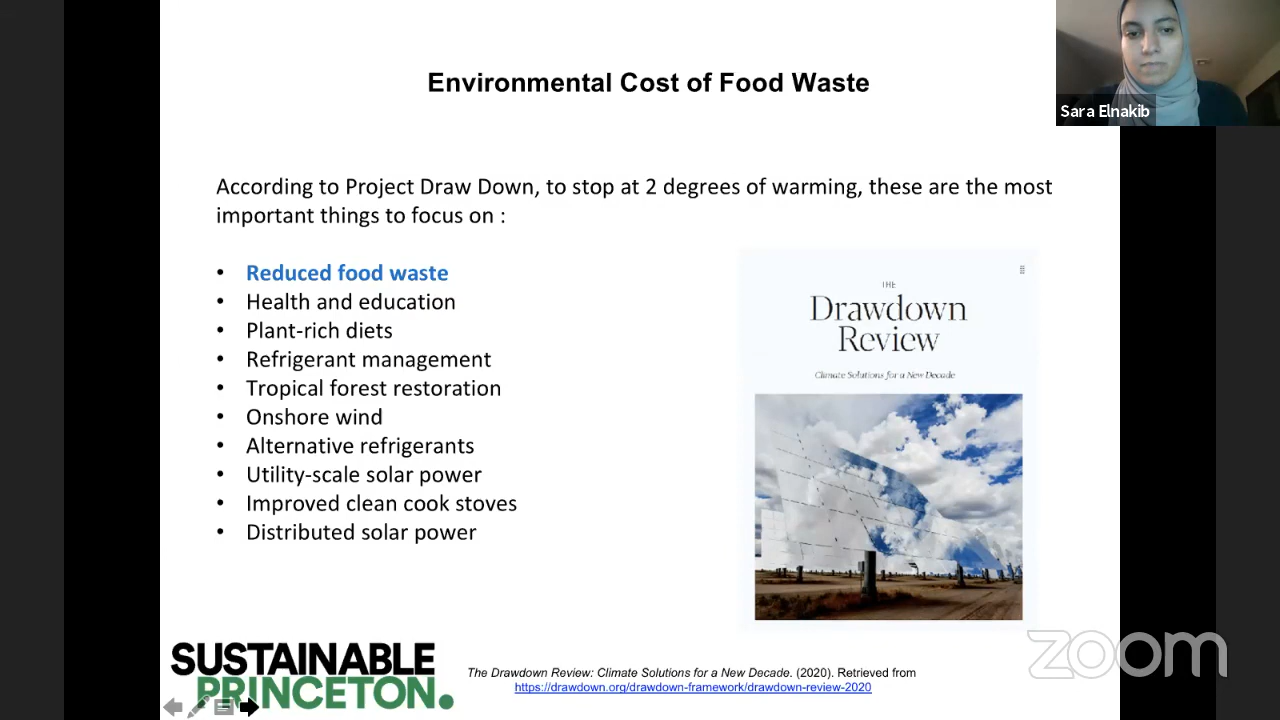 Environmental Cost of Food Waste
Sara Elnakib
According to Project Draw Down, to stop at 2 degrees of warming, these are the most
important things to focus on :
• Reduced food waste
• Health and education
• Plant-rich diets
• Refrigerant management
• Tropical forest restoration
• Onshore wind
• Alternative refrigerants
• Utility-scale solar power
• Improved clean cook stoves
• Distributed solar power
THE
Drawdown
Review
Climate Solutions for a New Decade
SUSTAINABLE
PRINCETON.
The Drawdown Review: Climate Solutions for a New Decade. (2020). Retrieved from
https://drawdown.org/drawdown-framework/drawdown-review-2020
zoom